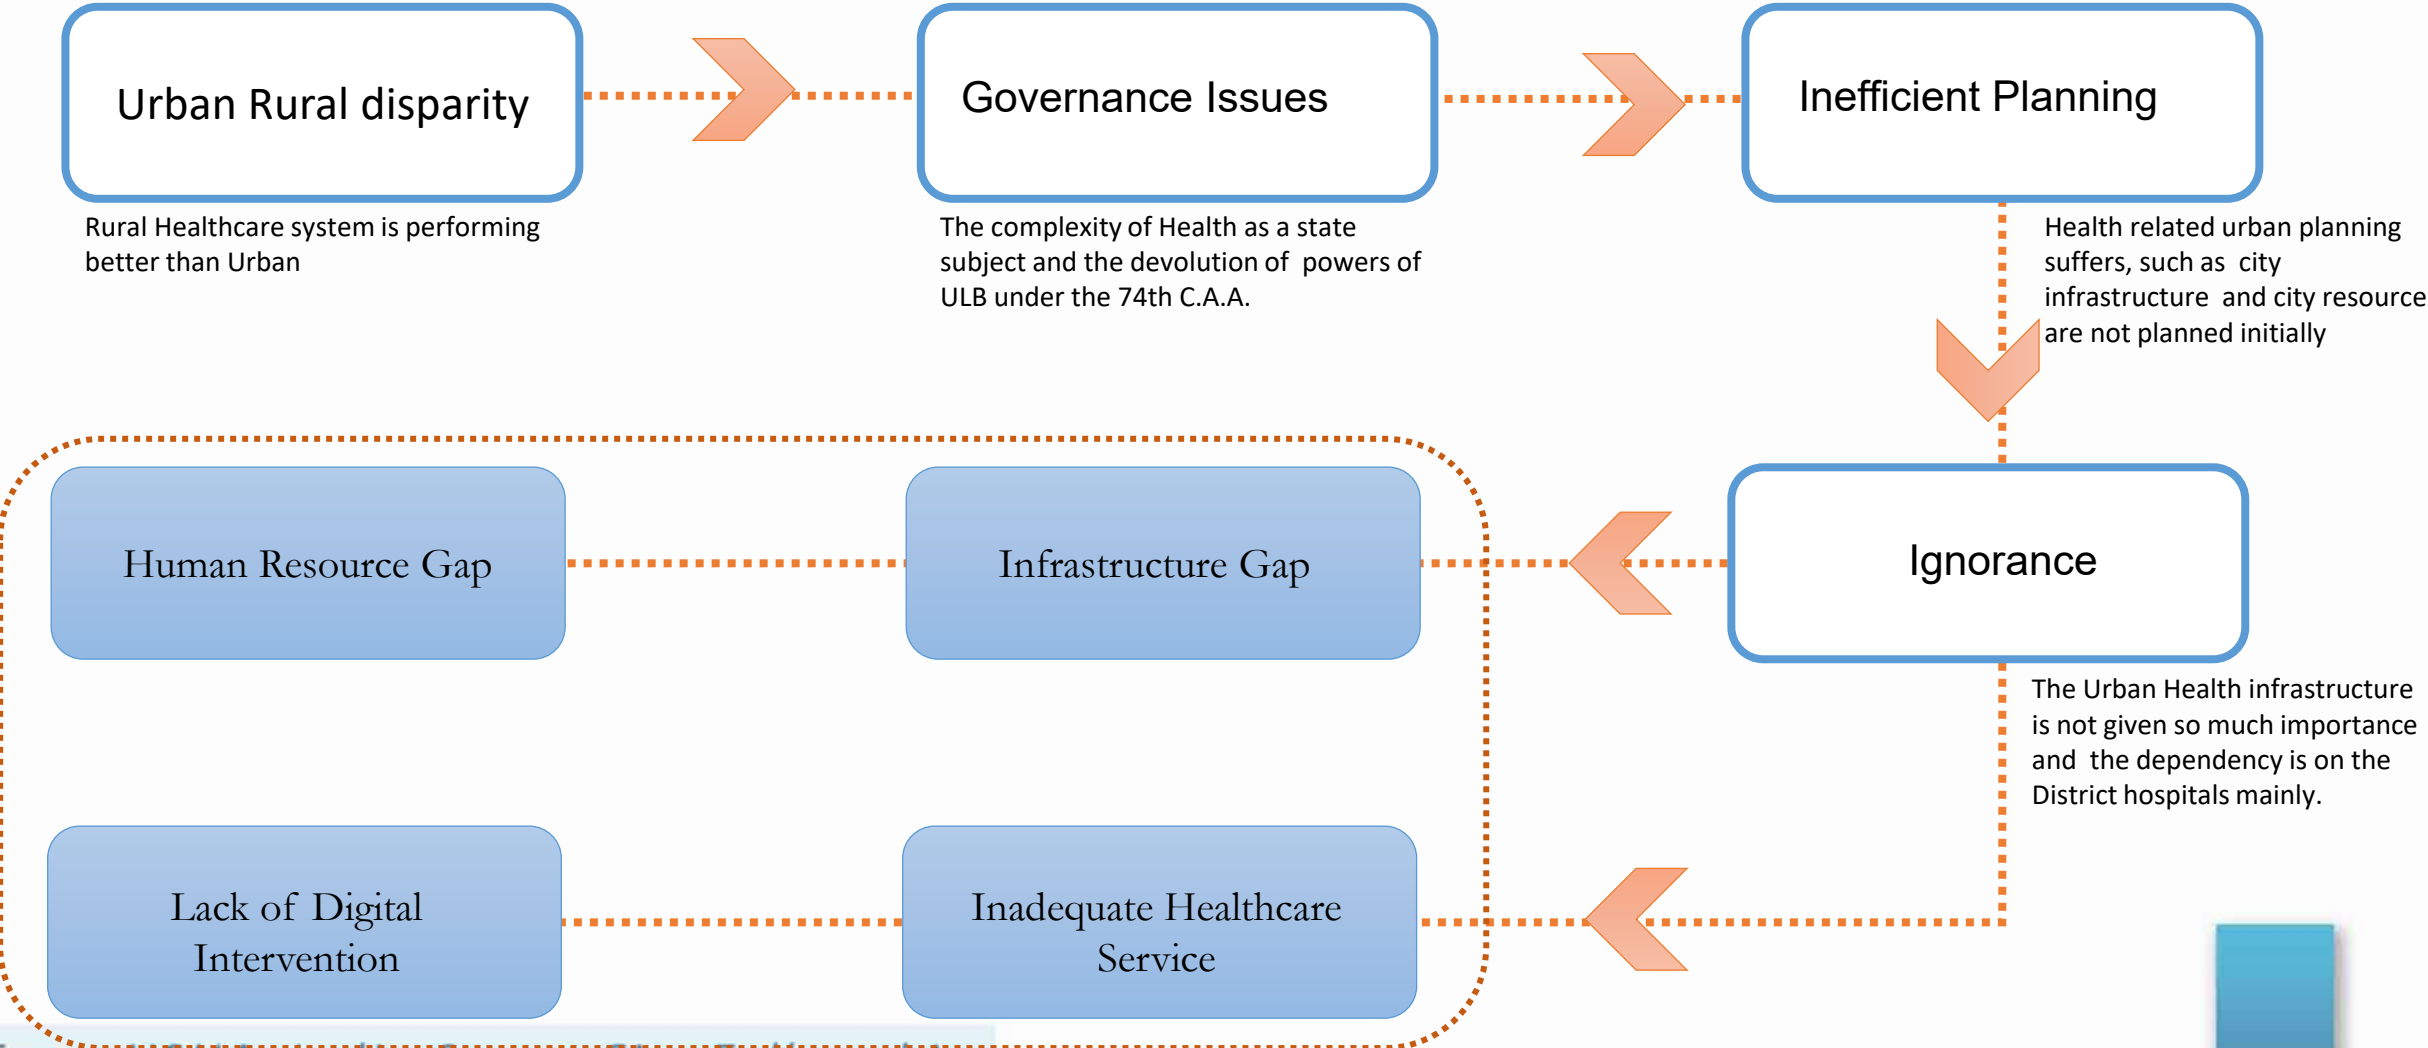 Urban Rural disparity
Rural Healthcare system is performing
better than Urban
Governance Issues
The complexity of Health as a state
subject and the devolution of powers of
ULB under the 74th C.A.A.
Inefficient Planning
Health related urban planning
suffers, such as city
infrastructure and city resource
are not planned initially
Ignorance
The Urban Health infrastructure
is not given so much importance
and the dependency is on the
District hospitals mainly.
Infrastructure Gap
Human Resource Gap
Inadequate Healthcare
Service
Lack of Digital
Intervention